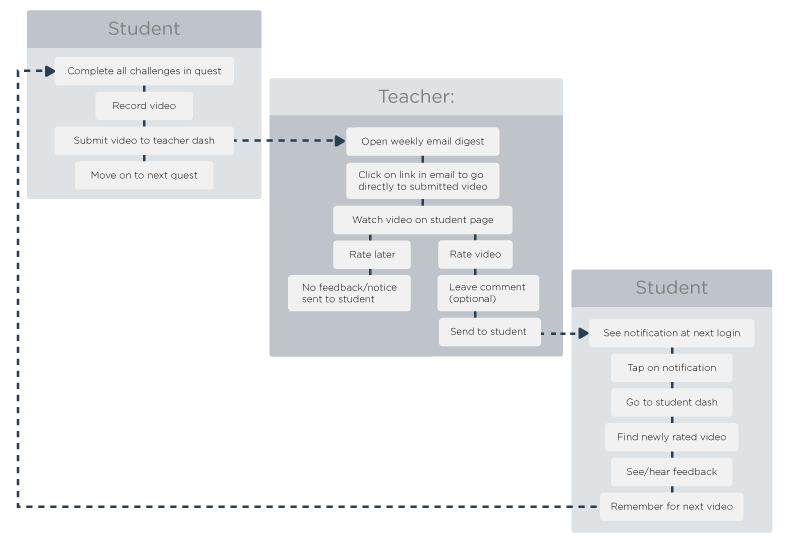 Student
Complete all challenges in quest
Record video
Submit video to teacher dash
Move on to next quest
Teacher:
Open weekly email digest
Click on link in email to go
directly to submitted video
Watch video on student page
Rate later
No feedback/notice
sent to student
Rate video
Leave comment
(optional)
Send to student
Student
See notification at next login
Tap on notification
Go to student dash
Find newly rated video
See/hear feedback
Remember for next video